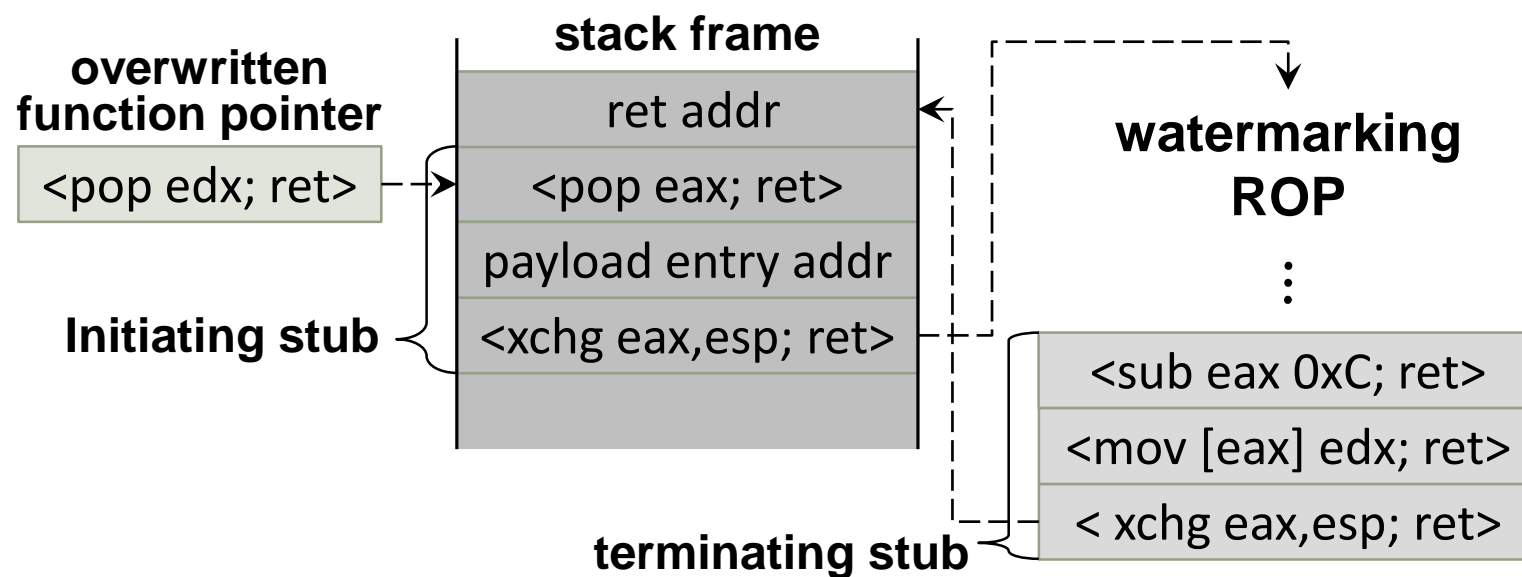 overwritten
function pointer
<pop edx; ret>
Initiating stub
stack frame
ret addr
<pop eax; ret>
payload entry addr
<xchg eax,esp; ret>
watermarking
ROP
⋮
<sub eax 0xC; ret>
<mov [eax] edx; ret>
< xchg eax,esp; ret>
terminating stub